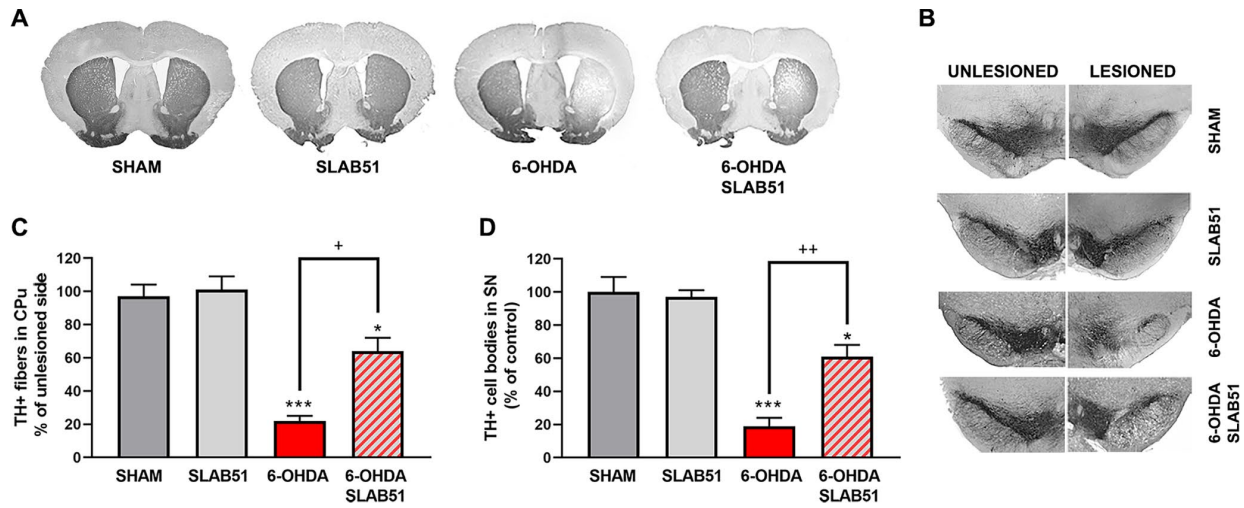 A
SHAM
SLAB51
6-OHDA
6-OHDA
SLAB51
B
UNLESIONED
LESIONED
SHAM
SLAB51
6-OHDA
6-OHDA
SLAB51
C
TH+ fibers in CPu
% of unlesioned side
120
100
80
60
40
20
0
+
***
*
SHAM
SLAB51
6-OHDA
6-OHDA
SLAB51
D
TH+ cell bodies in SN
(% of control)
120
100
80
60
40
20
0
++
***
*
SHAM
SLAB51
6-OHDA
6-OHDA
SLAB51